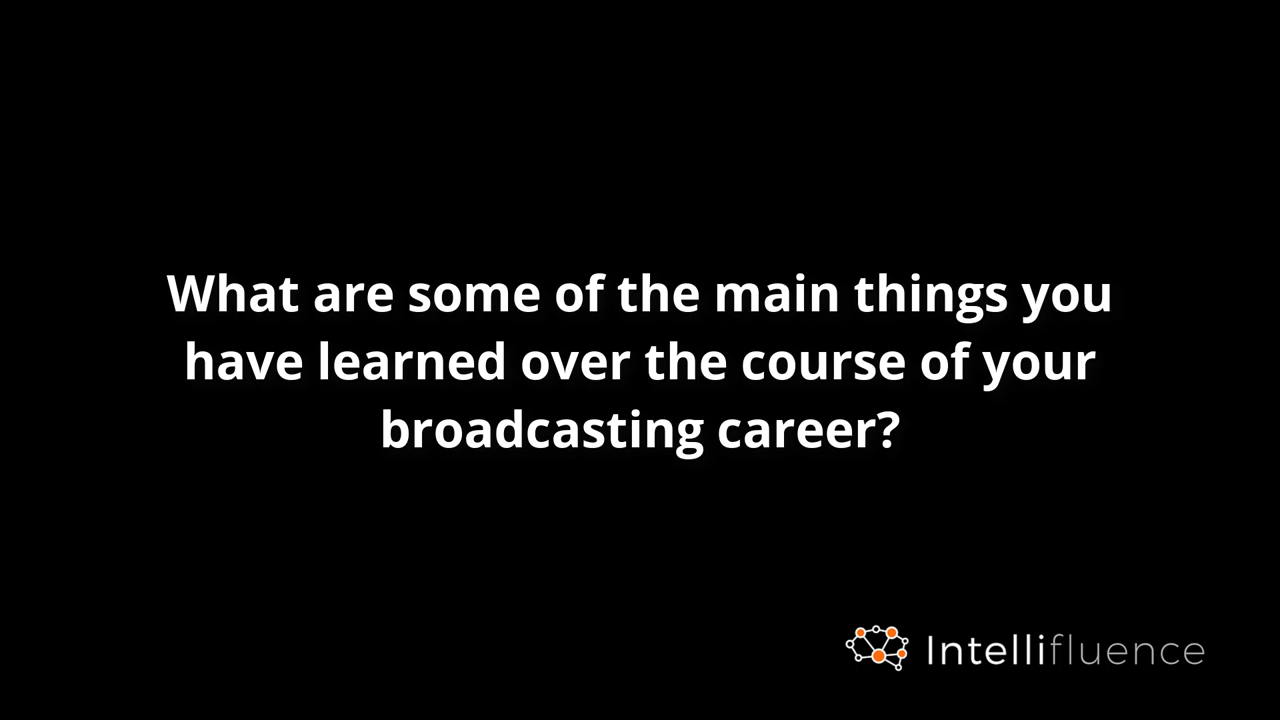 What are some of the main things you
have learned over the course of your
broadcasting career?
Intellifluence